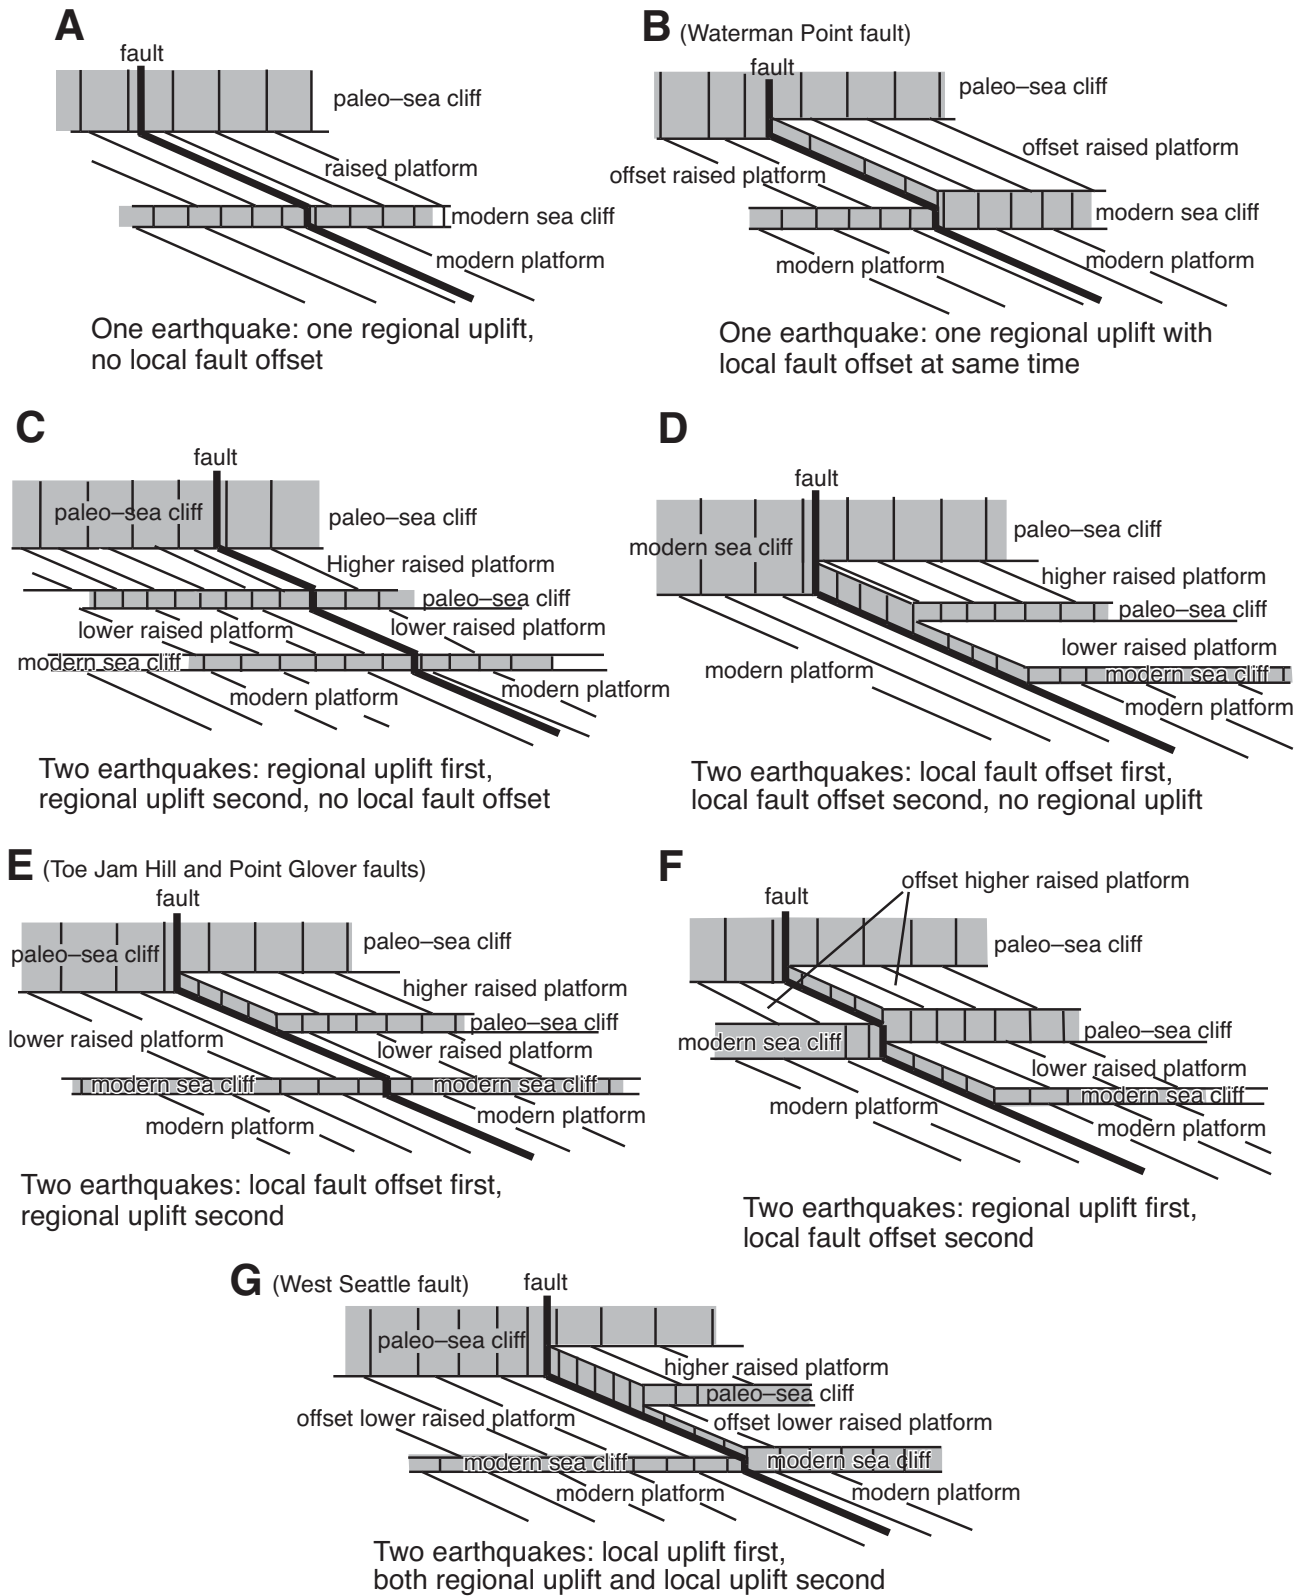 A
fault
paleo–sea cliff
raised platform
modern sea cliff
modern platform
One earthquake: one regional uplift,
no local fault offset
B (Waterman Point fault)
fault
paleo–sea cliff
offset raised platform
offset raised platform
modern sea cliff
modern platform
modern platform
One earthquake: one regional uplift with
local fault offset at same time
C
fault
paleo–sea cliff
paleo–sea cliff
Higher raised platform
paleo–sea cliff
lower raised platform
lower raised platform
modern sea cliff
modern platform
modern platform
Two earthquakes: regional uplift first,
regional uplift second, no local fault offset
D
fault
paleo–sea cliff
modern sea cliff
higher raised platform
paleo–sea cliff
lower raised platform
modern platform
modern sea cliff
modern platform
Two earthquakes: local fault offset first,
local fault offset second, no regional uplift
E (Toe Jam Hill and Point Glover faults)
fault
paleo–sea cliff
paleo–sea cliff
higher raised platform
paleo–sea cliff
lower raised platform
lower raised platform
modern sea cliff
modern sea cliff
modern platform
modern platform
Two earthquakes: local fault offset first,
regional uplift second
F
offset higher raised platform
fault
paleo–sea cliff
paleo–sea cliff
modern sea cliff
lower raised platform
modern sea cliff
modern platform
modern platform
Two earthquakes: regional uplift first,
local fault offset second
G (West Seattle fault)
fault
paleo–sea cliff
higher raised platform
paleo–sea cliff
offset lower raised platform
offset lower raised platform
modern sea cliff
modern sea cliff
modern platform
modern platform
Two earthquakes: local uplift first,
both regional uplift and local uplift second